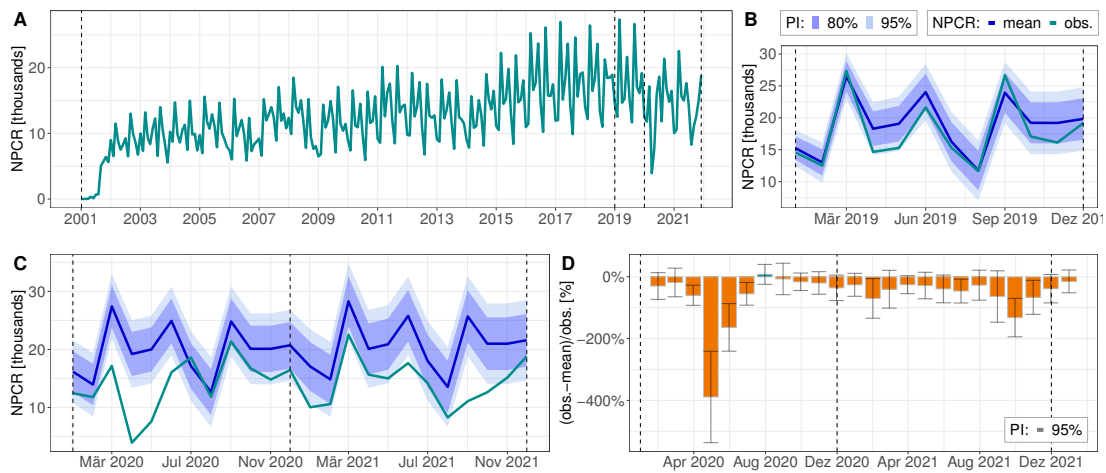 A
NPCR [thousands]
20
10
0
2001 2003 2005 2007 2009 2011 2013 2015 2017 2019 2021
B
PI: 80% 95% NPCR: mean obs.
NPCR [thousands]
30
25
20
15
10
Mär 2019 Jun 2019 Sep 2019 Dez 201
C
NPCR [thousands]
30
20
10
Mär 2020 Jul 2020 Nov 2020 Mär 2021 Jul 2021 Nov 2021
D
(obs.−mean)/obs. [%]
0%
−200%
−400%
PI: 95%
Apr 2020 Aug 2020 Dez 2020 Apr 2021 Aug 2021 Dez 2021